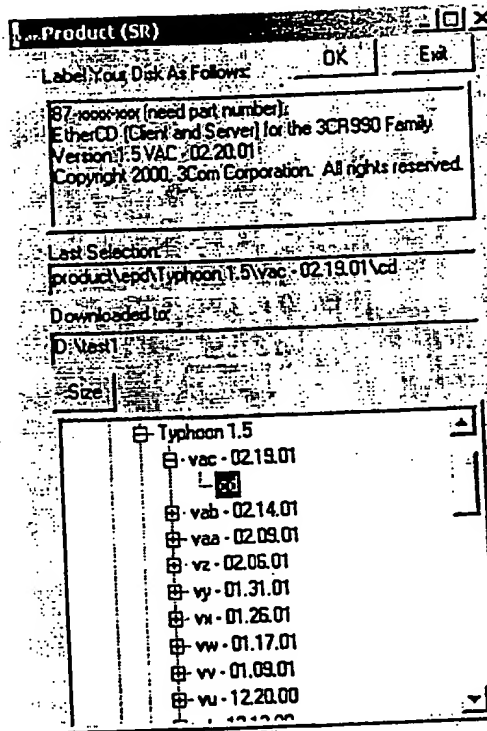 ...Product (SR)
Label Your Disk As Follows:
OK
Exit
87-xxxx-xxx (need part number):
EtherCD (Client and Server) for the 3CR990 Family
Version 1.5 VAC - 02.20.01
Copyright 2000, 3Com Corporation. All rights reserved.
Last Selection:
product\epd\Typhoon 1.5\vac - 02.19.01\cd
Downloaded to:
D:\test1
Size
Typhoon 1.5
vac - 02.19.01
cd
vab - 02.14.01
vaa - 02.09.01
vz - 02.06.01
vy - 01.31.01
vx - 01.26.01
vw - 01.17.01
vv - 01.09.01
vu - 12.20.00